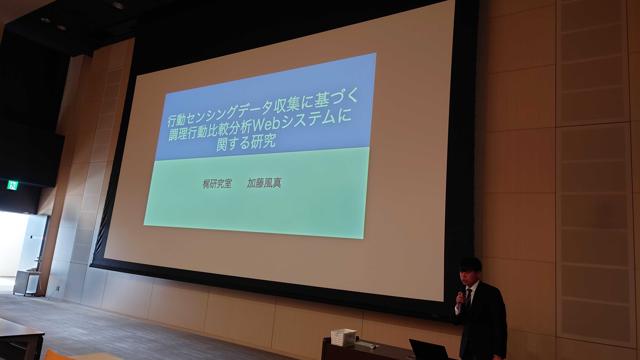 行動センシングデータ収集に基づく
調理行動比較分析Webシステムに
関する研究
梶研究室　加藤風真